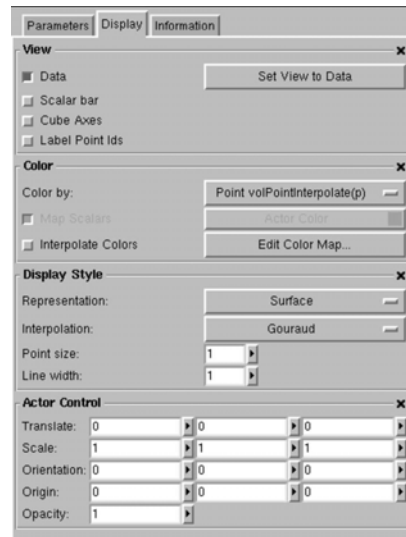 Parameters Display Information
View
Data Set View to Data
Scalar bar
Cube Axes
Label Point Ids
Color
Color by: Point volPointInterpolate(p)
Map Scalars Actor Color
Interpolate Colors Edit Color Map...
Display Style
Representation: Surface
Interpolation: Gouraud
Point size: 1
Line width: 1
Actor Control
Translate: 0 0 0
Scale: 1 1 1
Orientation: 0 0 0
Origin: 0 0 0
Opacity: 1